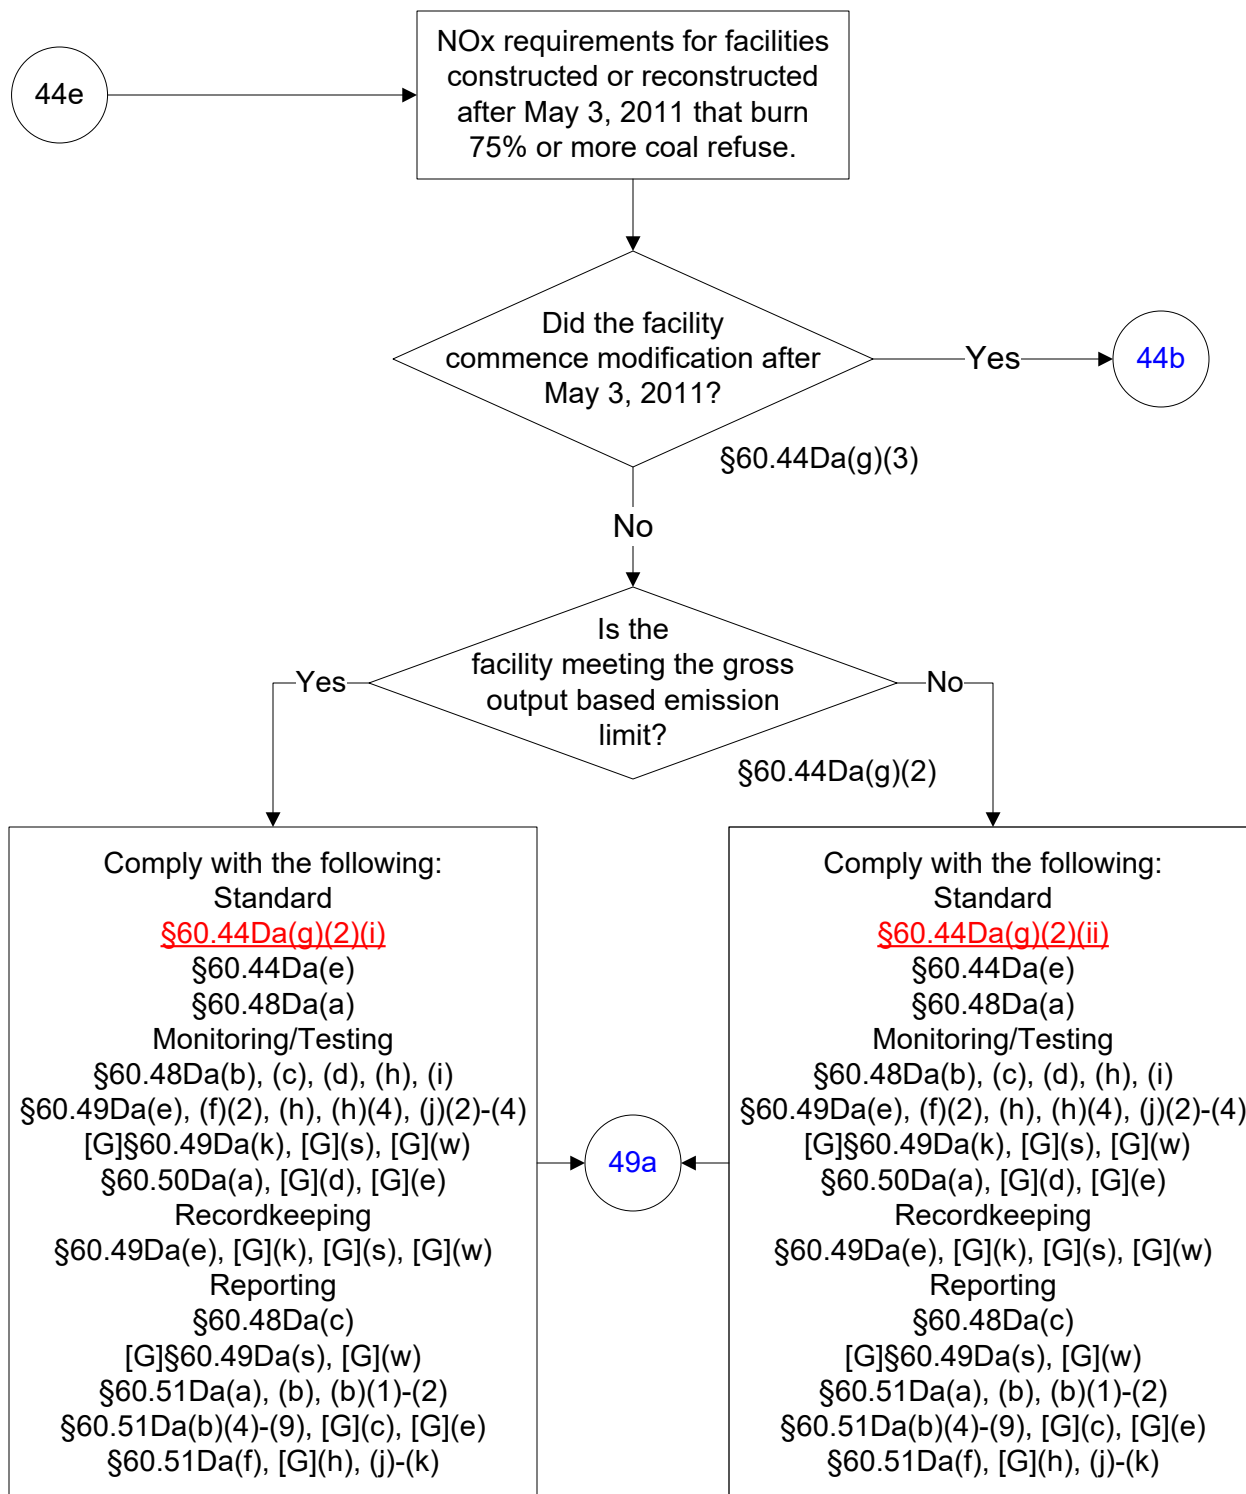 44e
NOx requirements for facilities
constructed or reconstructed
after May 3, 2011 that burn
75% or more coal refuse.
Did the facility
commence modification after
May 3, 2011?
Yes
44b
§60.44Da(g)(3)
No
Is the
facility meeting the gross
output based emission
limit?
Yes
No
§60.44Da(g)(2)
Comply with the following:
Standard
§60.44Da(g)(2)(i)
§60.44Da(e)
§60.48Da(a)
Monitoring/Testing
§60.48Da(b), (c), (d), (h), (i)
§60.49Da(e), (f)(2), (h), (h)(4), (j)(2)-(4)
[G]§60.49Da(k), [G](s), [G](w)
§60.50Da(a), [G](d), [G](e)
Recordkeeping
§60.49Da(e), [G](k), [G](s), [G](w)
Reporting
§60.48Da(c)
[G]§60.49Da(s), [G](w)
§60.51Da(a), (b), (b)(1)-(2)
§60.51Da(b)(4)-(9), [G](c), [G](e)
§60.51Da(f), [G](h), (j)-(k)
49a
Comply with the following:
Standard
§60.44Da(g)(2)(ii)
§60.44Da(e)
§60.48Da(a)
Monitoring/Testing
§60.48Da(b), (c), (d), (h), (i)
§60.49Da(e), (f)(2), (h), (h)(4), (j)(2)-(4)
[G]§60.49Da(k), [G](s), [G](w)
§60.50Da(a), [G](d), [G](e)
Recordkeeping
§60.49Da(e), [G](k), [G](s), [G](w)
Reporting
§60.48Da(c)
[G]§60.49Da(s), [G](w)
§60.51Da(a), (b), (b)(1)-(2)
§60.51Da(b)(4)-(9), [G](c), [G](e)
§60.51Da(f), [G](h), (j)-(k)